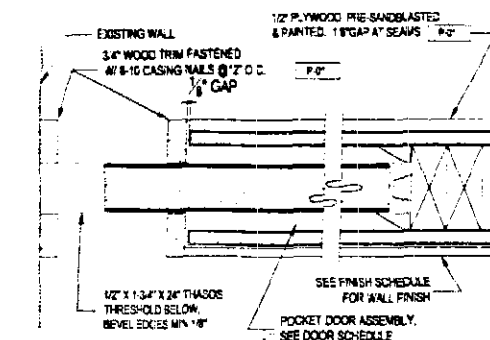 EXISTING WALL
3/4" WOOD TRIM FASTENED
W/ 8-10 CASING NAILS @ 12" O.C.
1/8" GAP
1/2" PLYWOOD PRE-SANDBLASTED
& PAINTED. 1/8" GAP AT SEAMS
1/2" X 1-3/4" X 24" THASOS
THRESHOLD BELOW,
BEVEL EDGES MIN 1/8"
SEE FINISH SCHEDULE
FOR WALL FINISH
POCKET DOOR ASSEMBLY,
SEE DOOR SCHEDULE